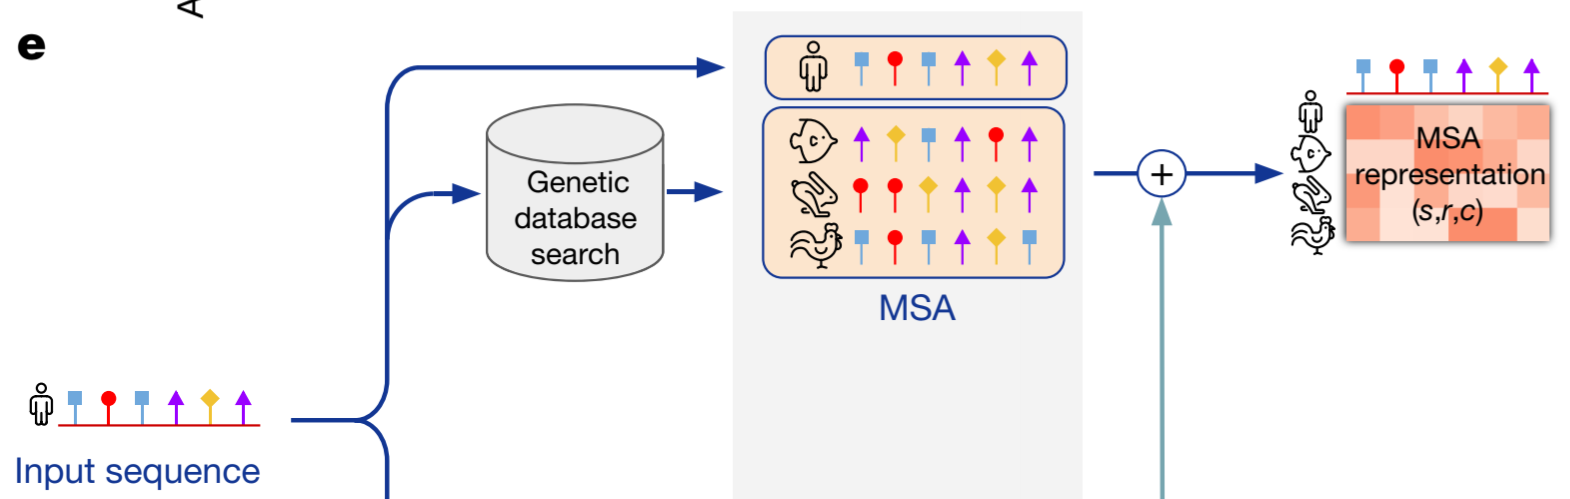 A
e
Genetic
database
search
MSA
+
MSA
representation
(s,r,c)
Input sequence